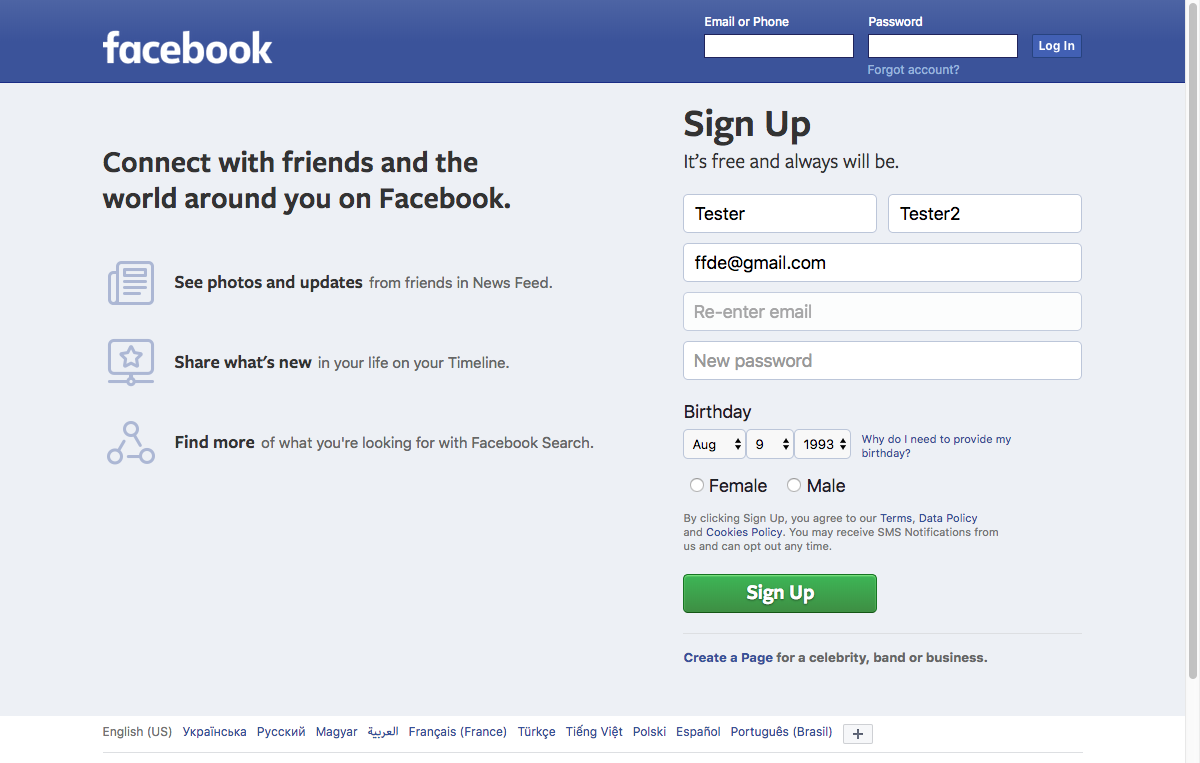 facebook
Email or Phone
Password
Log In
Forgot account?
Connect with friends and the
world around you on Facebook.
See photos and updates from friends in News Feed.
Share what's new in your life on your Timeline.
Find more of what you're looking for with Facebook Search.
Sign Up
It's free and always will be.
Tester
Tester2
ffde@gmail.com
Re-enter email
New password
Birthday
Aug 9 1993
Why do I need to provide my
birthday?
Female Male
By clicking Sign Up, you agree to our Terms, Data Policy
and Cookies Policy. You may receive SMS Notifications from
us and can opt out any time.
Sign Up
Create a Page for a celebrity, band or business.
English (US) Українська Русский Magyar العربية Français (France) Türkçe Tiếng Việt Polski Español Português (Brasil) +